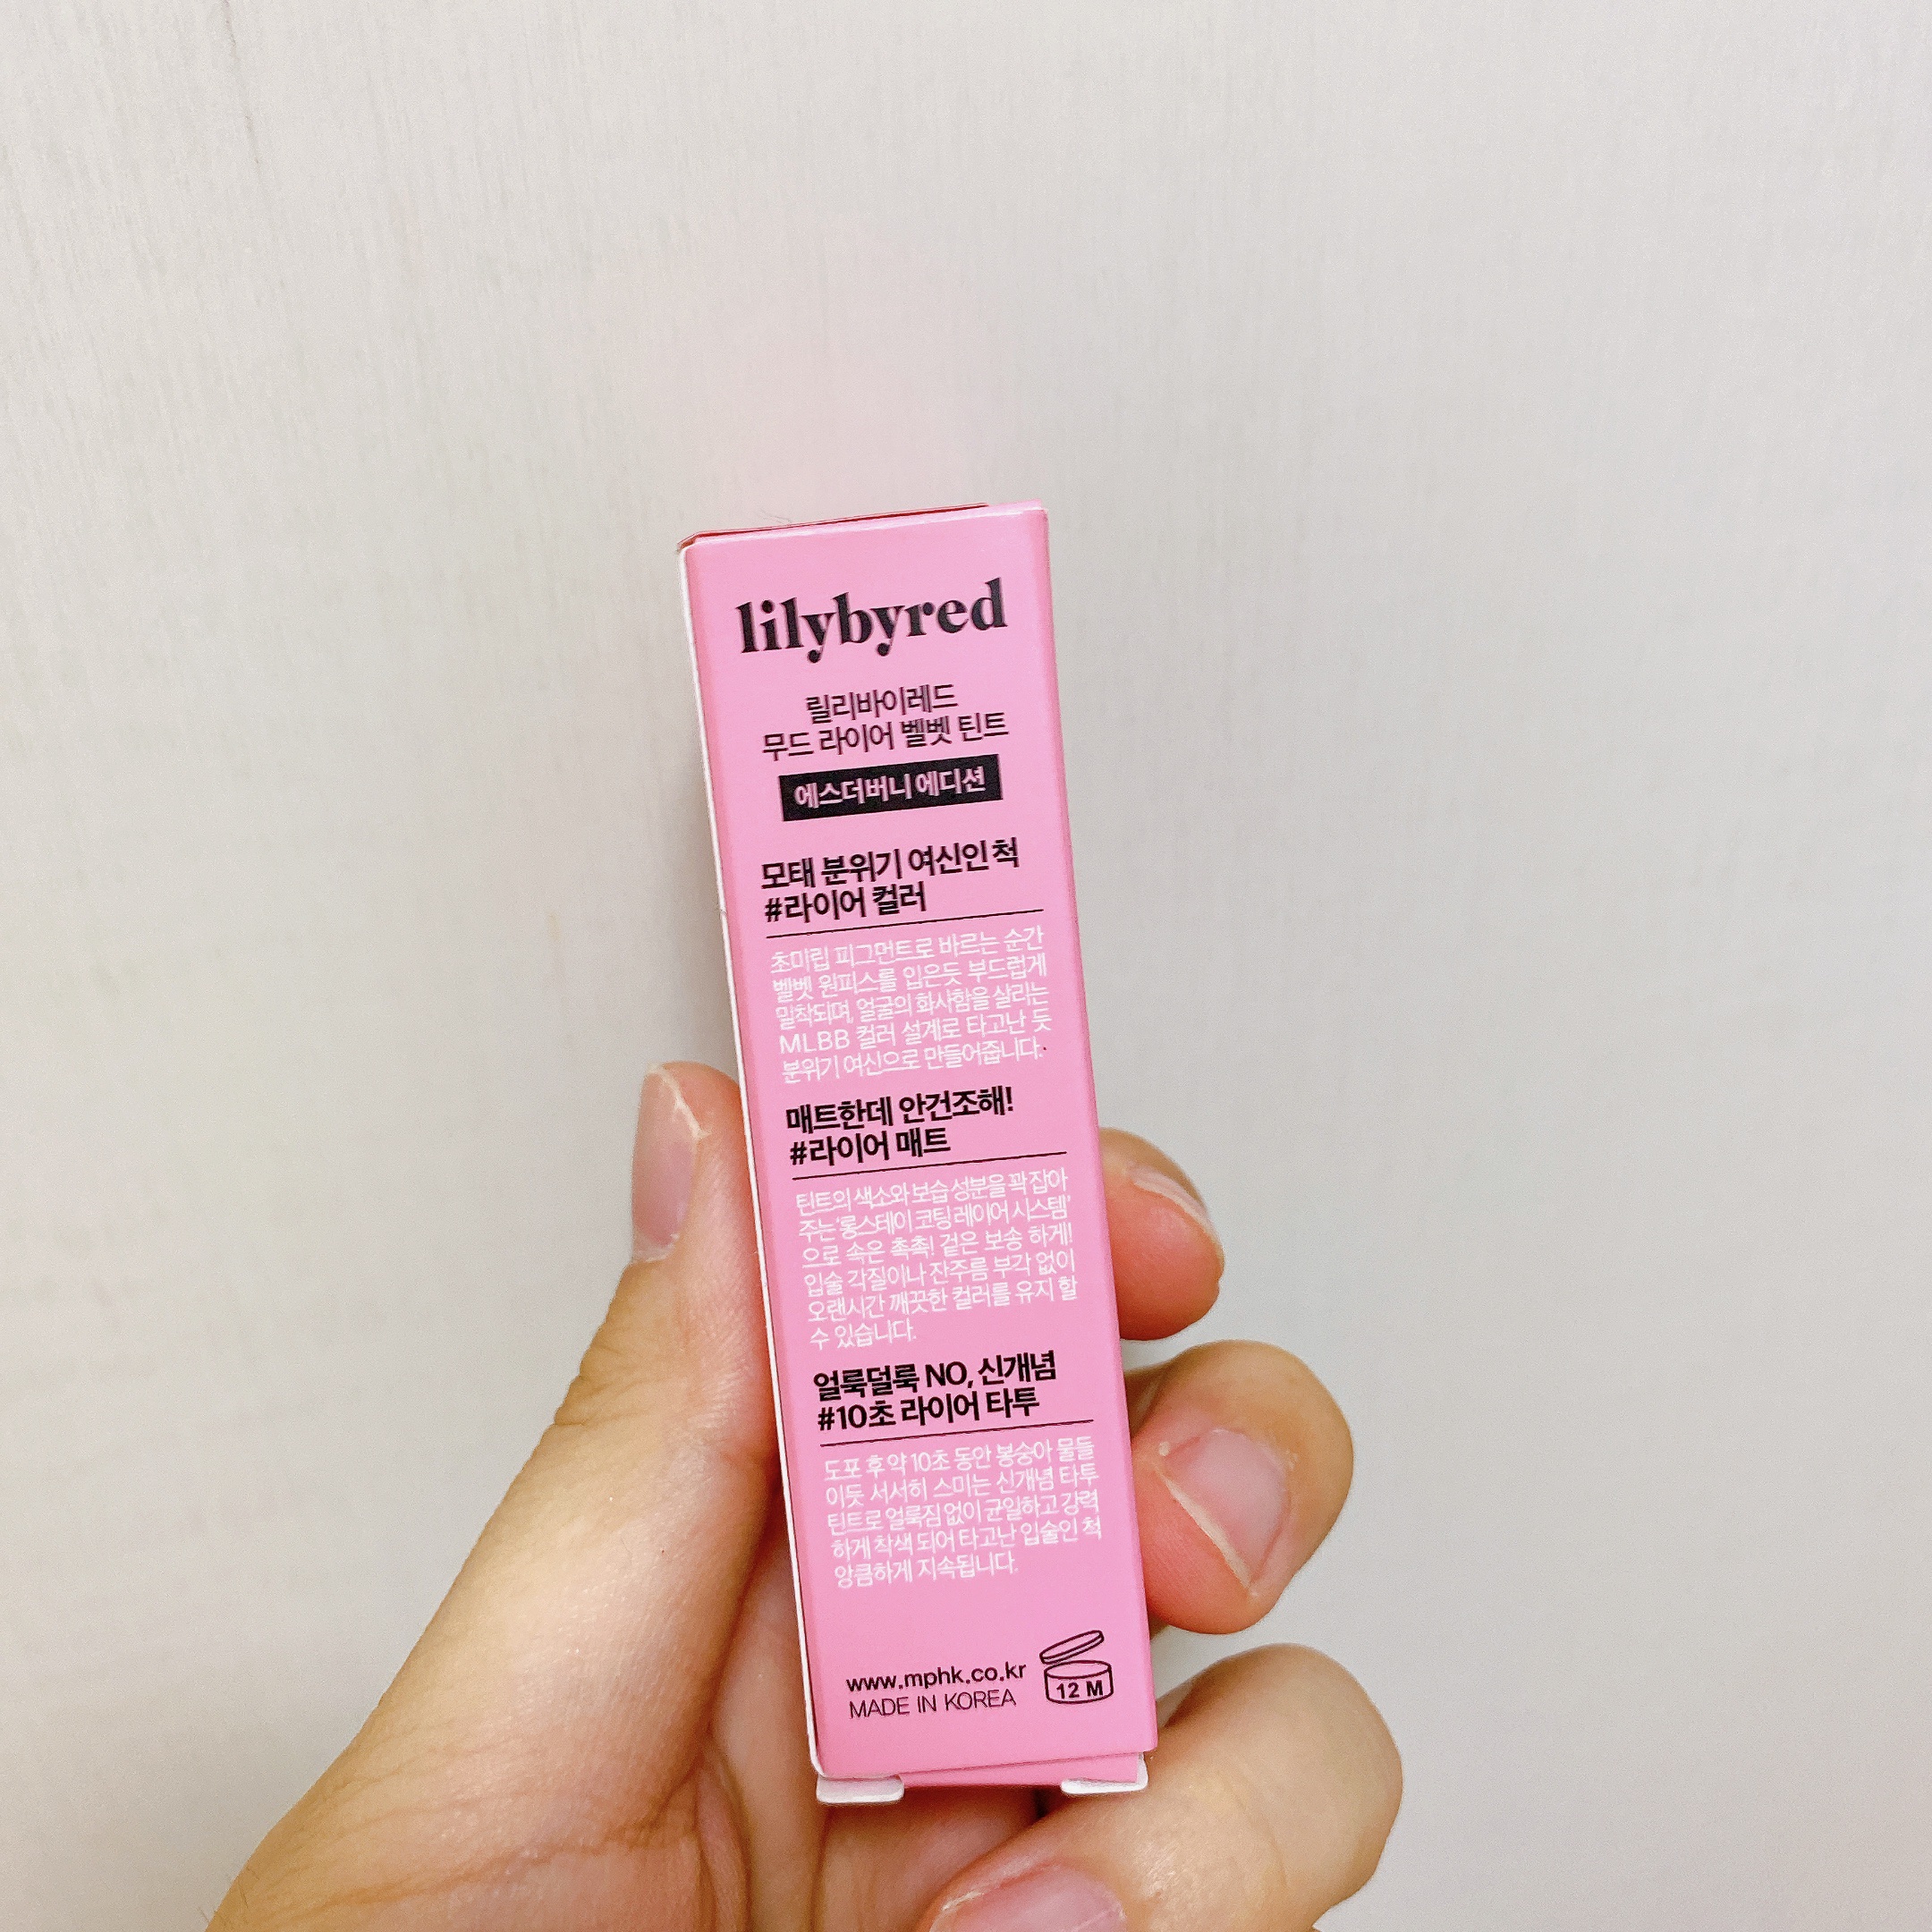 lilybyred
릴리바이레드
무드 라이어 벨벳 틴트
에스더버니 에디션
모태 분위기 여신인 척
#라이어 컬러
초미립 피그먼트로 바르는 순간
벨벳 원피스를 입은듯 부드럽게
밀착되며, 얼굴의 화사함을 살리는
MLBB 컬러 설계로 타고난 듯
분위기 여신으로 만들어줍니다.
매트한데 안건조해!
#라이어 매트
틴트의 색소와 보습 성분을 꽉 잡아
주는 '롱스테이 코팅 레이어 시스템'
으로 속은 촉촉! 겉은 보송 하게!
입술 각질이나 잔주름 부각 없이
오랜시간 깨끗한 컬러를 유지 할
수 있습니다.
얼룩덜룩 NO, 신개념
#10초 라이어 타투
도포 후 약 10초 동안 봉숭아 물들
이듯 서서히 스미는 신개념 타투
틴트로 얼룩짐 없이 균일하고 강력
하게 착색 되어 타고난 입술인 척
앙큼하게 지속됩니다.
www.mphk.co.kr
MADE IN KOREA
12 M